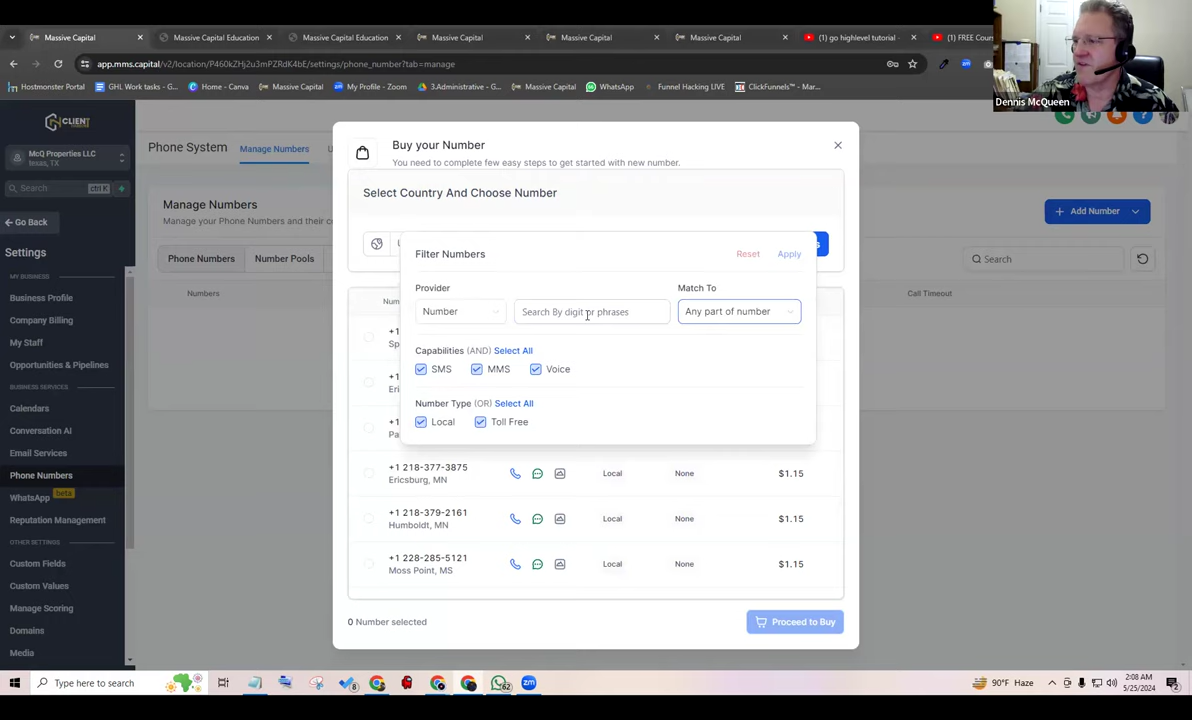 Massive Capital
Massive Capital Education
Massive Capital Education
Massive Capital
Massive Capital
Massive Capital
(1) go highlevel tutorial -
(1) FREE Cours
app.mms.capital/v2/location/P460kZHj2u3mPZRdK4bE/settings/phone_number?tab=manage
Hostmonster Portal
GHL Work tasks - G...
Home - Canva
Massive Capital
My Profile - Zoom
3.Administrative - G...
Massive Capital
WhatsApp
Funnel Hacking LIVE
ClickFunnels™ - Mar...
Dennis McQueen
CLIENT
McQ Properties LLC
texas, TX
Search
ctrl K
Go Back
Settings
MY BUSINESS
Business Profile
Company Billing
My Staff
Opportunities & Pipelines
BUSINESS SERVICES
Calendars
Conversation AI
Email Services
Phone Numbers
WhatsApp
beta
Reputation Management
OTHER SETTINGS
Custom Fields
Custom Values
Manage Scoring
Domains
Media
Phone System
Manage Numbers
Manage Numbers
Manage your Phone Numbers and their c
Add Number
Phone Numbers
Number Pools
Search
Numbers
Call Timeout
Buy your Number
You need to complete few easy steps to get started with new number.
Select Country And Choose Number
Filter Numbers
Reset
Apply
Provider
Match To
Number
Search By digit or phrases
Any part of number
Capabilities (AND) Select All
SMS
MMS
Voice
Number Type (OR) Select All
Local
Toll Free
+1 218-377-3875
Ericsburg, MN
Local
None
$1.15
+1 218-379-2161
Humboldt, MN
Local
None
$1.15
+1 228-285-5121
Moss Point, MS
Local
None
$1.15
0 Number selected
Proceed to Buy
Type here to search
8
62
90°F Haze
2:08 AM
5/25/2024
2